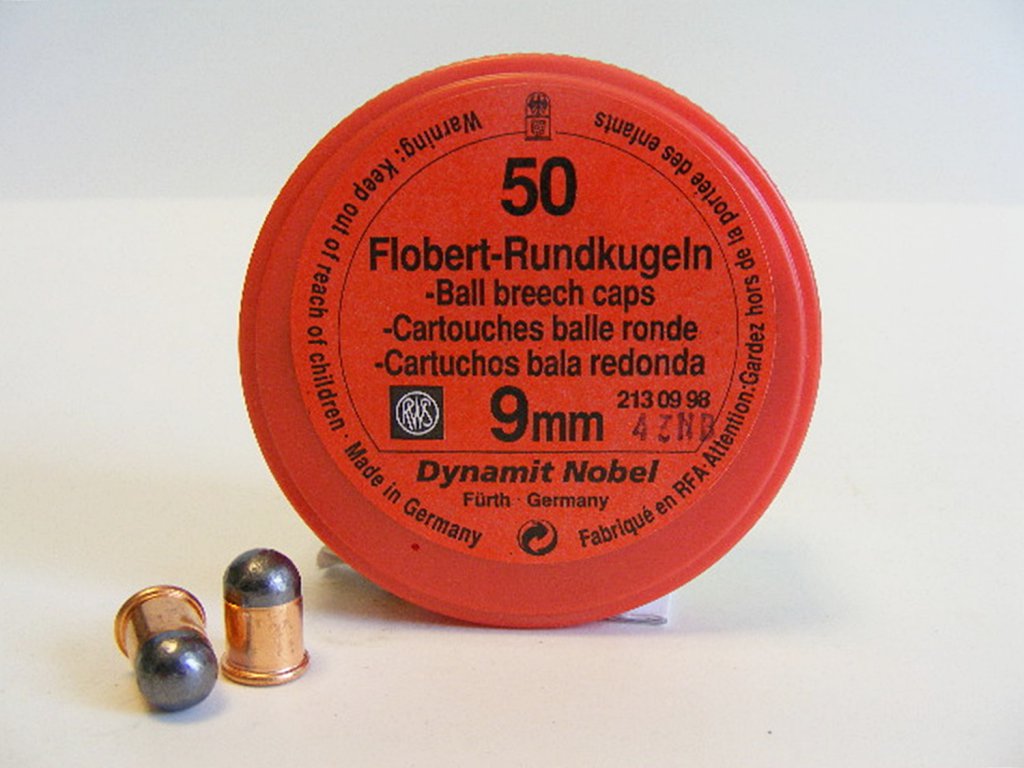 50
Flobert-Rundkugeln
-Ball breech caps
-Cartouches balle ronde
-Cartuchos bala redonda
RWS
9mm
213 09 98
Dynamit Nobel
Fürth · Germany
Warning: Keep out of reach of children · Made in Germany
Fabriqué en RFA·Attention:Gardez hors de la portée des enfants